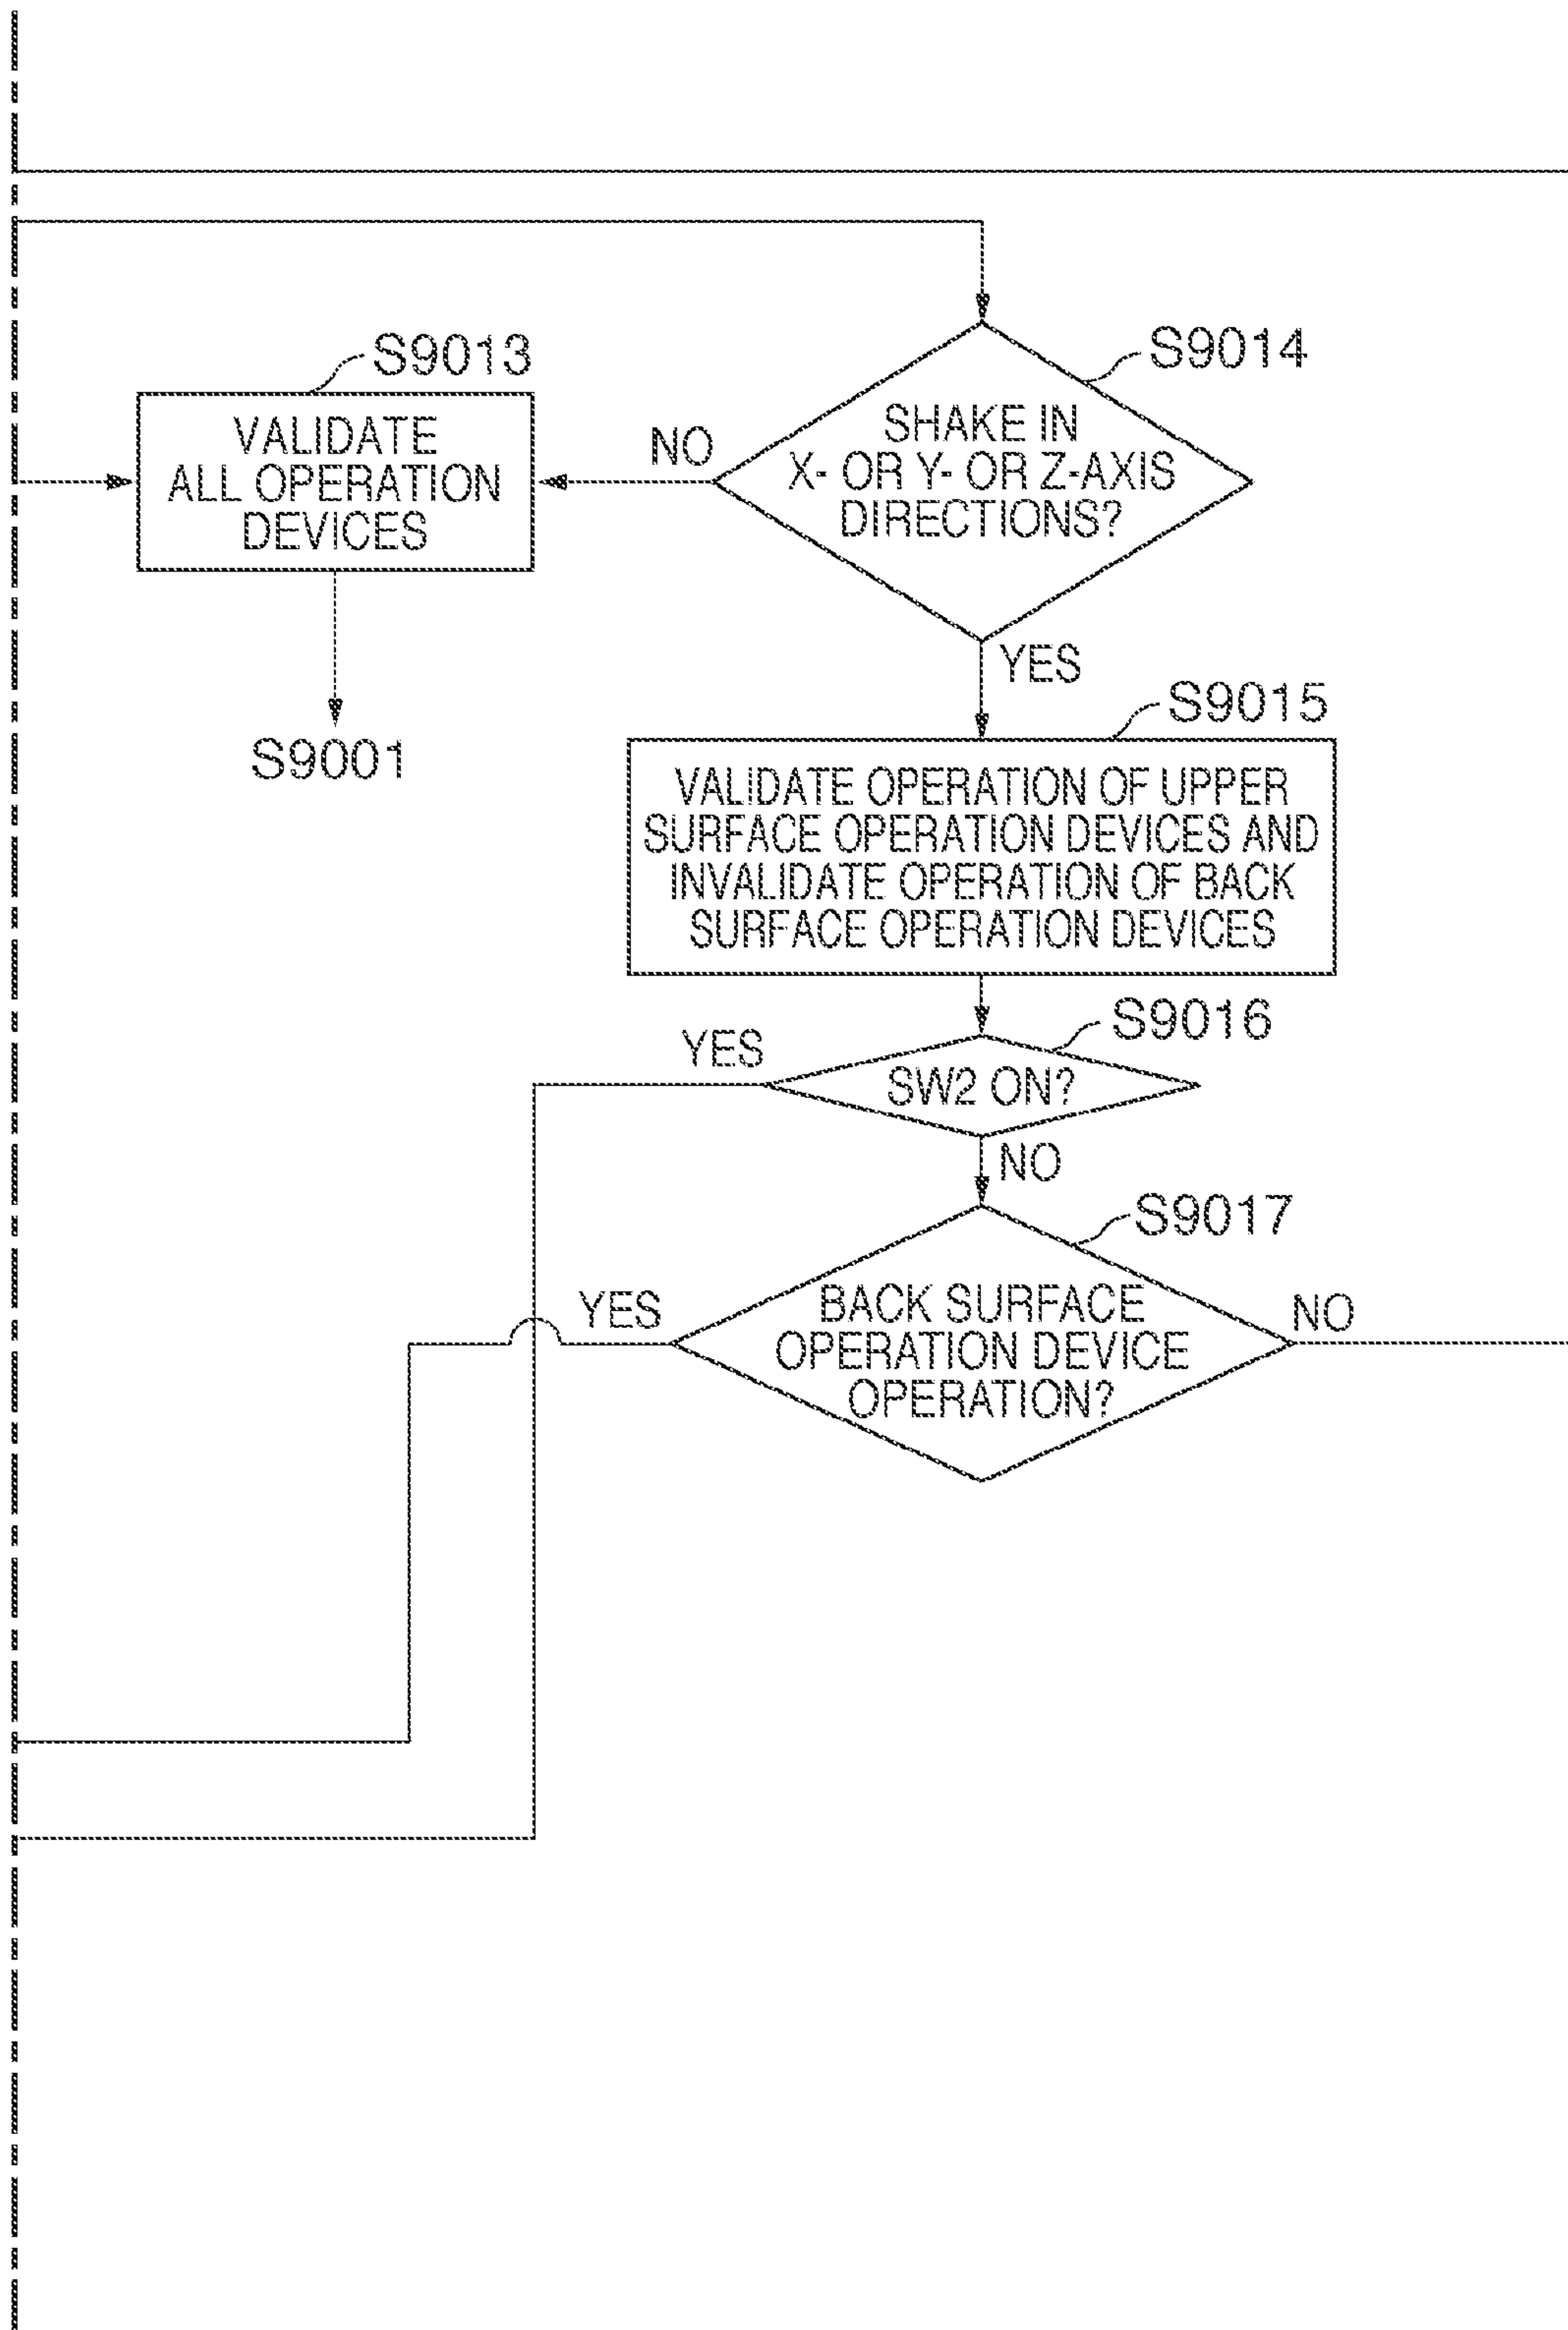 S9013
VALIDATE
ALL OPERATION
DEVICES
S9001
S9014
SHAKE IN
X- OR Y- OR Z-AXIS
DIRECTIONS?
NO
YES
S9015
VALIDATE OPERATION OF UPPER
SURFACE OPERATION DEVICES AND
INVALIDATE OPERATION OF BACK
SURFACE OPERATION DEVICES
S9016
YES
SW2 ON?
NO
S9017
YES
BACK SURFACE
OPERATION DEVICE
OPERATION?
NO